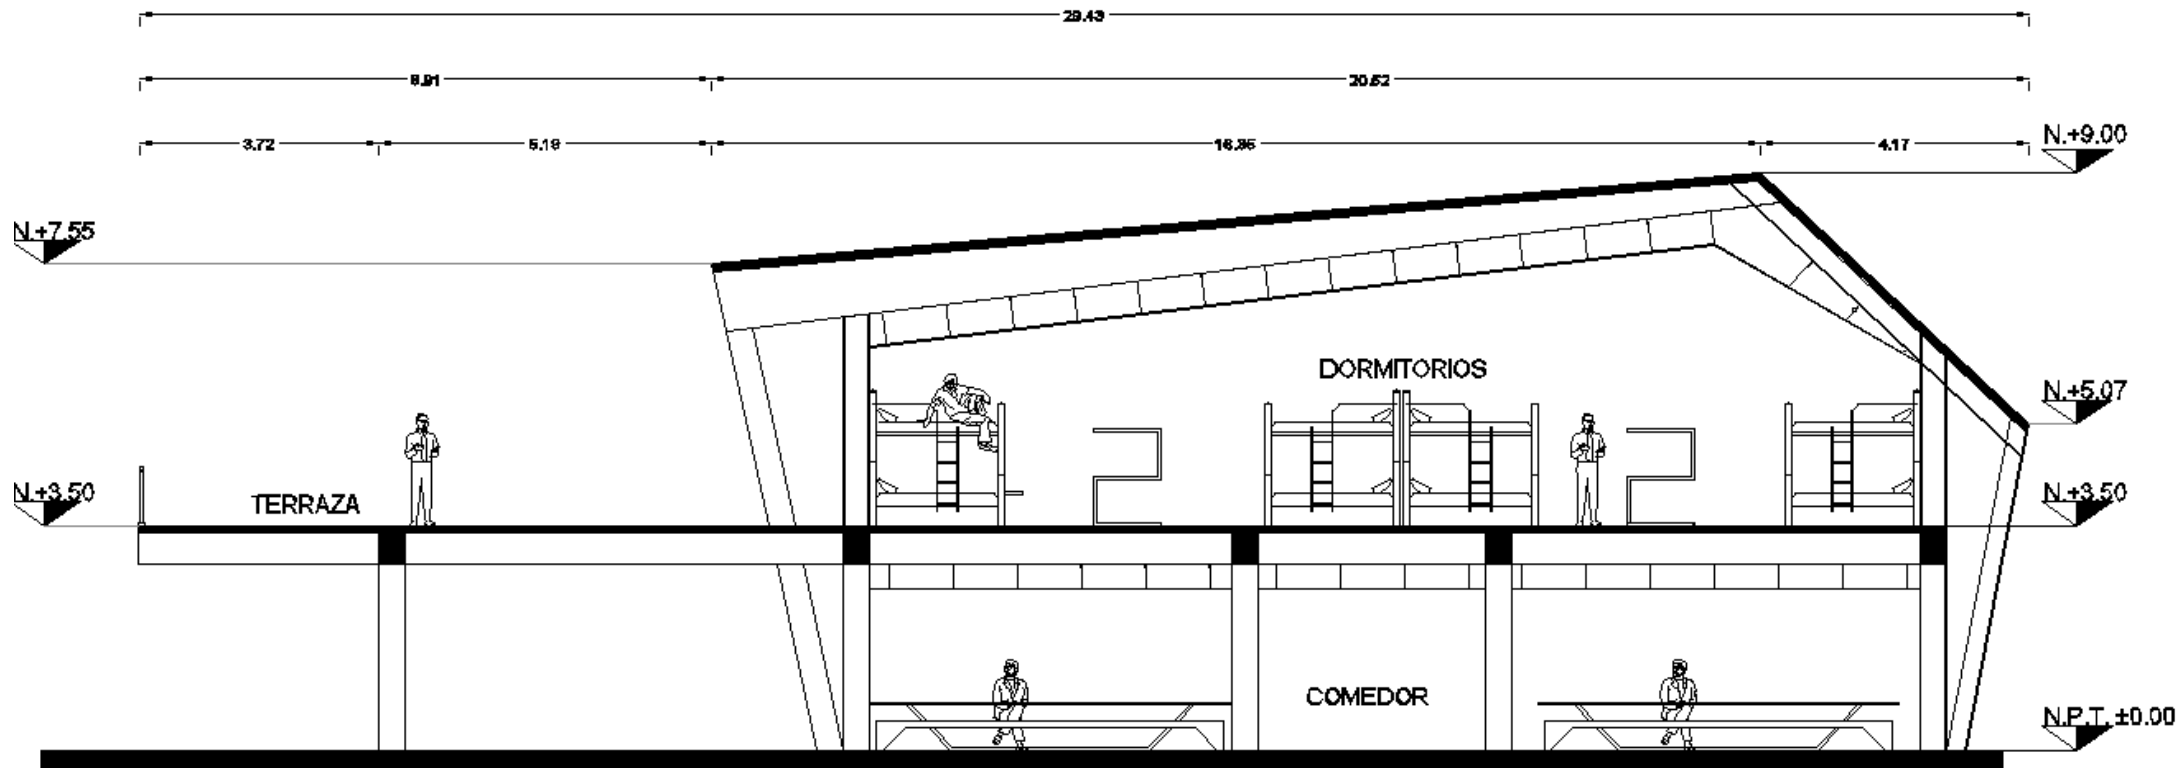 29.43
8.91
20.52
3.72
5.19
16.35
4.17
N.+9.00
N.+7.55
DORMITORIOS
N.+5.07
N.+3.50
TERRAZA
N.+3.50
COMEDOR
N.P.T. ±0.00